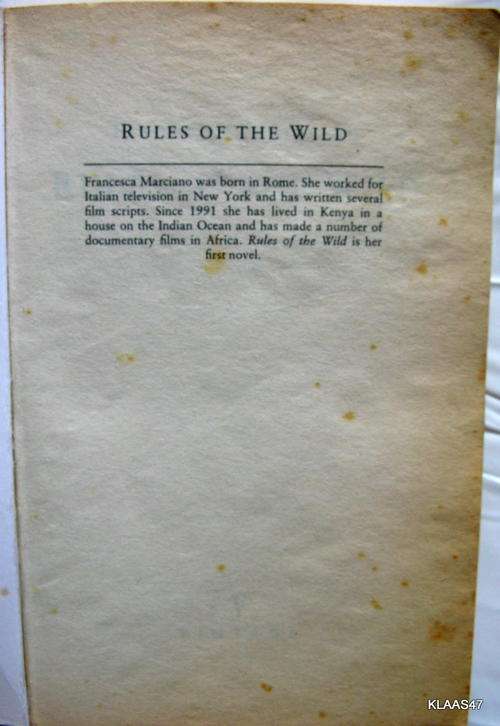 RULES OF THE WILD
Francesca Marciano was born in Rome. She worked for
Italian television in New York and has written several
film scripts. Since 1991 she has lived in Kenya in a
house on the Indian Ocean and has made a number of
documentary films in Africa. Rules of the Wild is her
first novel.
KLAAS47